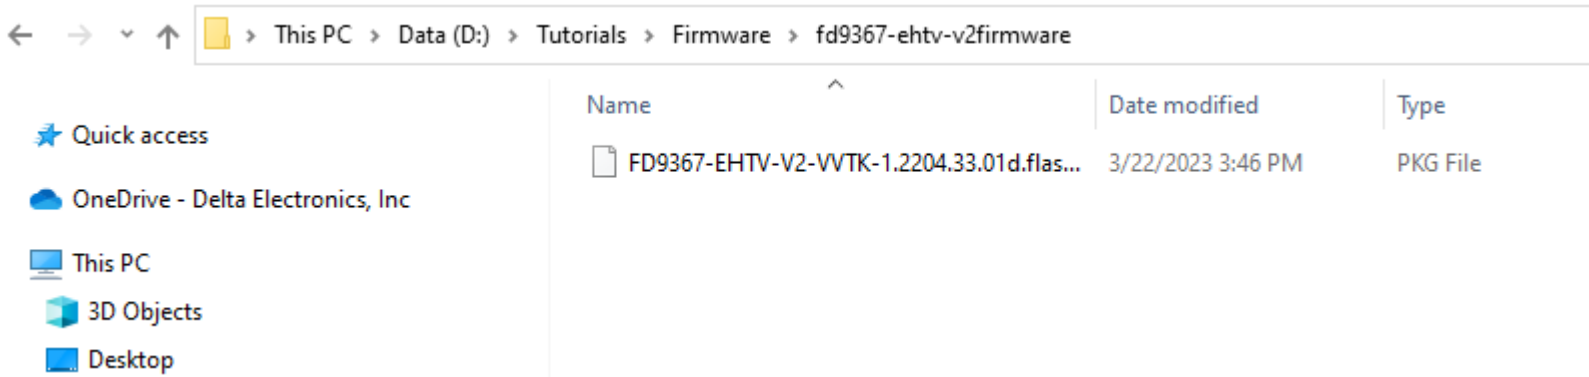 This PC > Data (D:) > Tutorials > Firmware > fd9367-ehtv-v2firmware
Name Date modified Type
Quick access
FD9367-EHTV-V2-VVTK-1.2204.33.01d.flas... 3/22/2023 3:46 PM PKG File
OneDrive - Delta Electronics, Inc
This PC
3D Objects
Desktop